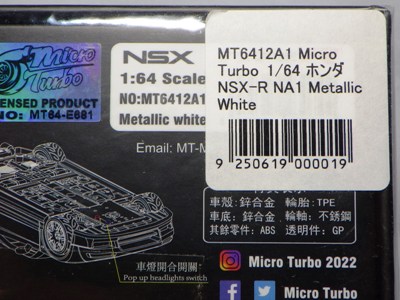 Micro
Turbo
ENSED PRODUCT
NO: MT64-E681
NSX
1:64 Scale
NO:MT6412A1
Metallic white
Email: MT-M
MT6412A1 Micro
Turbo 1/64 ホンダ
NSX-R NA1 Metallic
White
9 250619 000019
車殼: 鋅合金 輪胎: TPE
車底: 鋅合金 輪軸: 不銹鋼
其餘零件: ABS 透明件: GP
車燈開合開關
Pop up headlights switch
Micro Turbo 2022
Micro Turbo